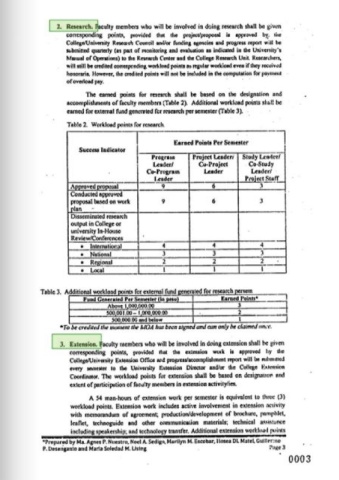 2. Research. Faculty members who will be involved in doing research shall be given
corresponding points, provided that the project/proposal is approved by the
College/University Research Council and/or funding agencies and progress report will be
submitted quarterly (as part of monitoring and evaluation as indicated in the University's
Manual of Operations) to the Research Center and the College Research Unit. Researchers,
will still be credited corresponding workload points as regular workload even if they received
honoraria. However, the credited points will not be included in the computation for payment
of overload pay.
The earned points for research shall be based on the designation and
accomplishments of faculty members (Table 2). Additional workload points shall be
earned for external fund generated for research per semester (Table 3).
Table 2. Workload points for research
Success Indicator
Earned Points Per Semester
Program Leader/ Co-Program Leader
Project Leader/ Co-Project Leader
Study Leader/ Co-Study Leader/ Project Staff
Approved proposal 9 6 3
Conducted approved
proposal based on work
plan 9 6 3
Disseminated research
output in College or
university In-House
Review/Conferences
• International 4 4 4
• National 3 3 3
• Regional 2 2 2
• Local 1 1 1
Table 3. Additional workload points for external fund generated for research person
Fund Generated Per Semester (in peso) Earned Points*
Above 1,000,000.00 3
500,001.00 – 1,000,000.00 2
500,000.00 and below
*To be credited the moment the MOA has been signed and can only be claimed once.
3. Extension. Faculty members who will be involved in doing extension shall be given
corresponding points, provided that the extension work is approved by the
College/University Extension Office and progress/accomplishment report will be submitted
every semester to the University Extension Director and/or the College Extension
Coordinator. The workload points for extension shall be based on designation and
extent of participation of faculty members in extension activity/ies.
A 54 man-hours of extension work per semester is equivalent to three (3)
workload points. Extension work includes active involvement in extension activity
with memorandum of agreement; production/development of brochure, pamphlet,
leaflet, technoguide and other communication materials; technical assistance
including speakership; and technology transfer. Additional extension workload points
*Prepared by Ma. Agnes P. Nuestro, Noel A. Sedigo, Marilyn M. Escobar, Ilonea DL Matel, Guillermo
P. Desenganio and Maria Soledad M. Lising Page 3
0003